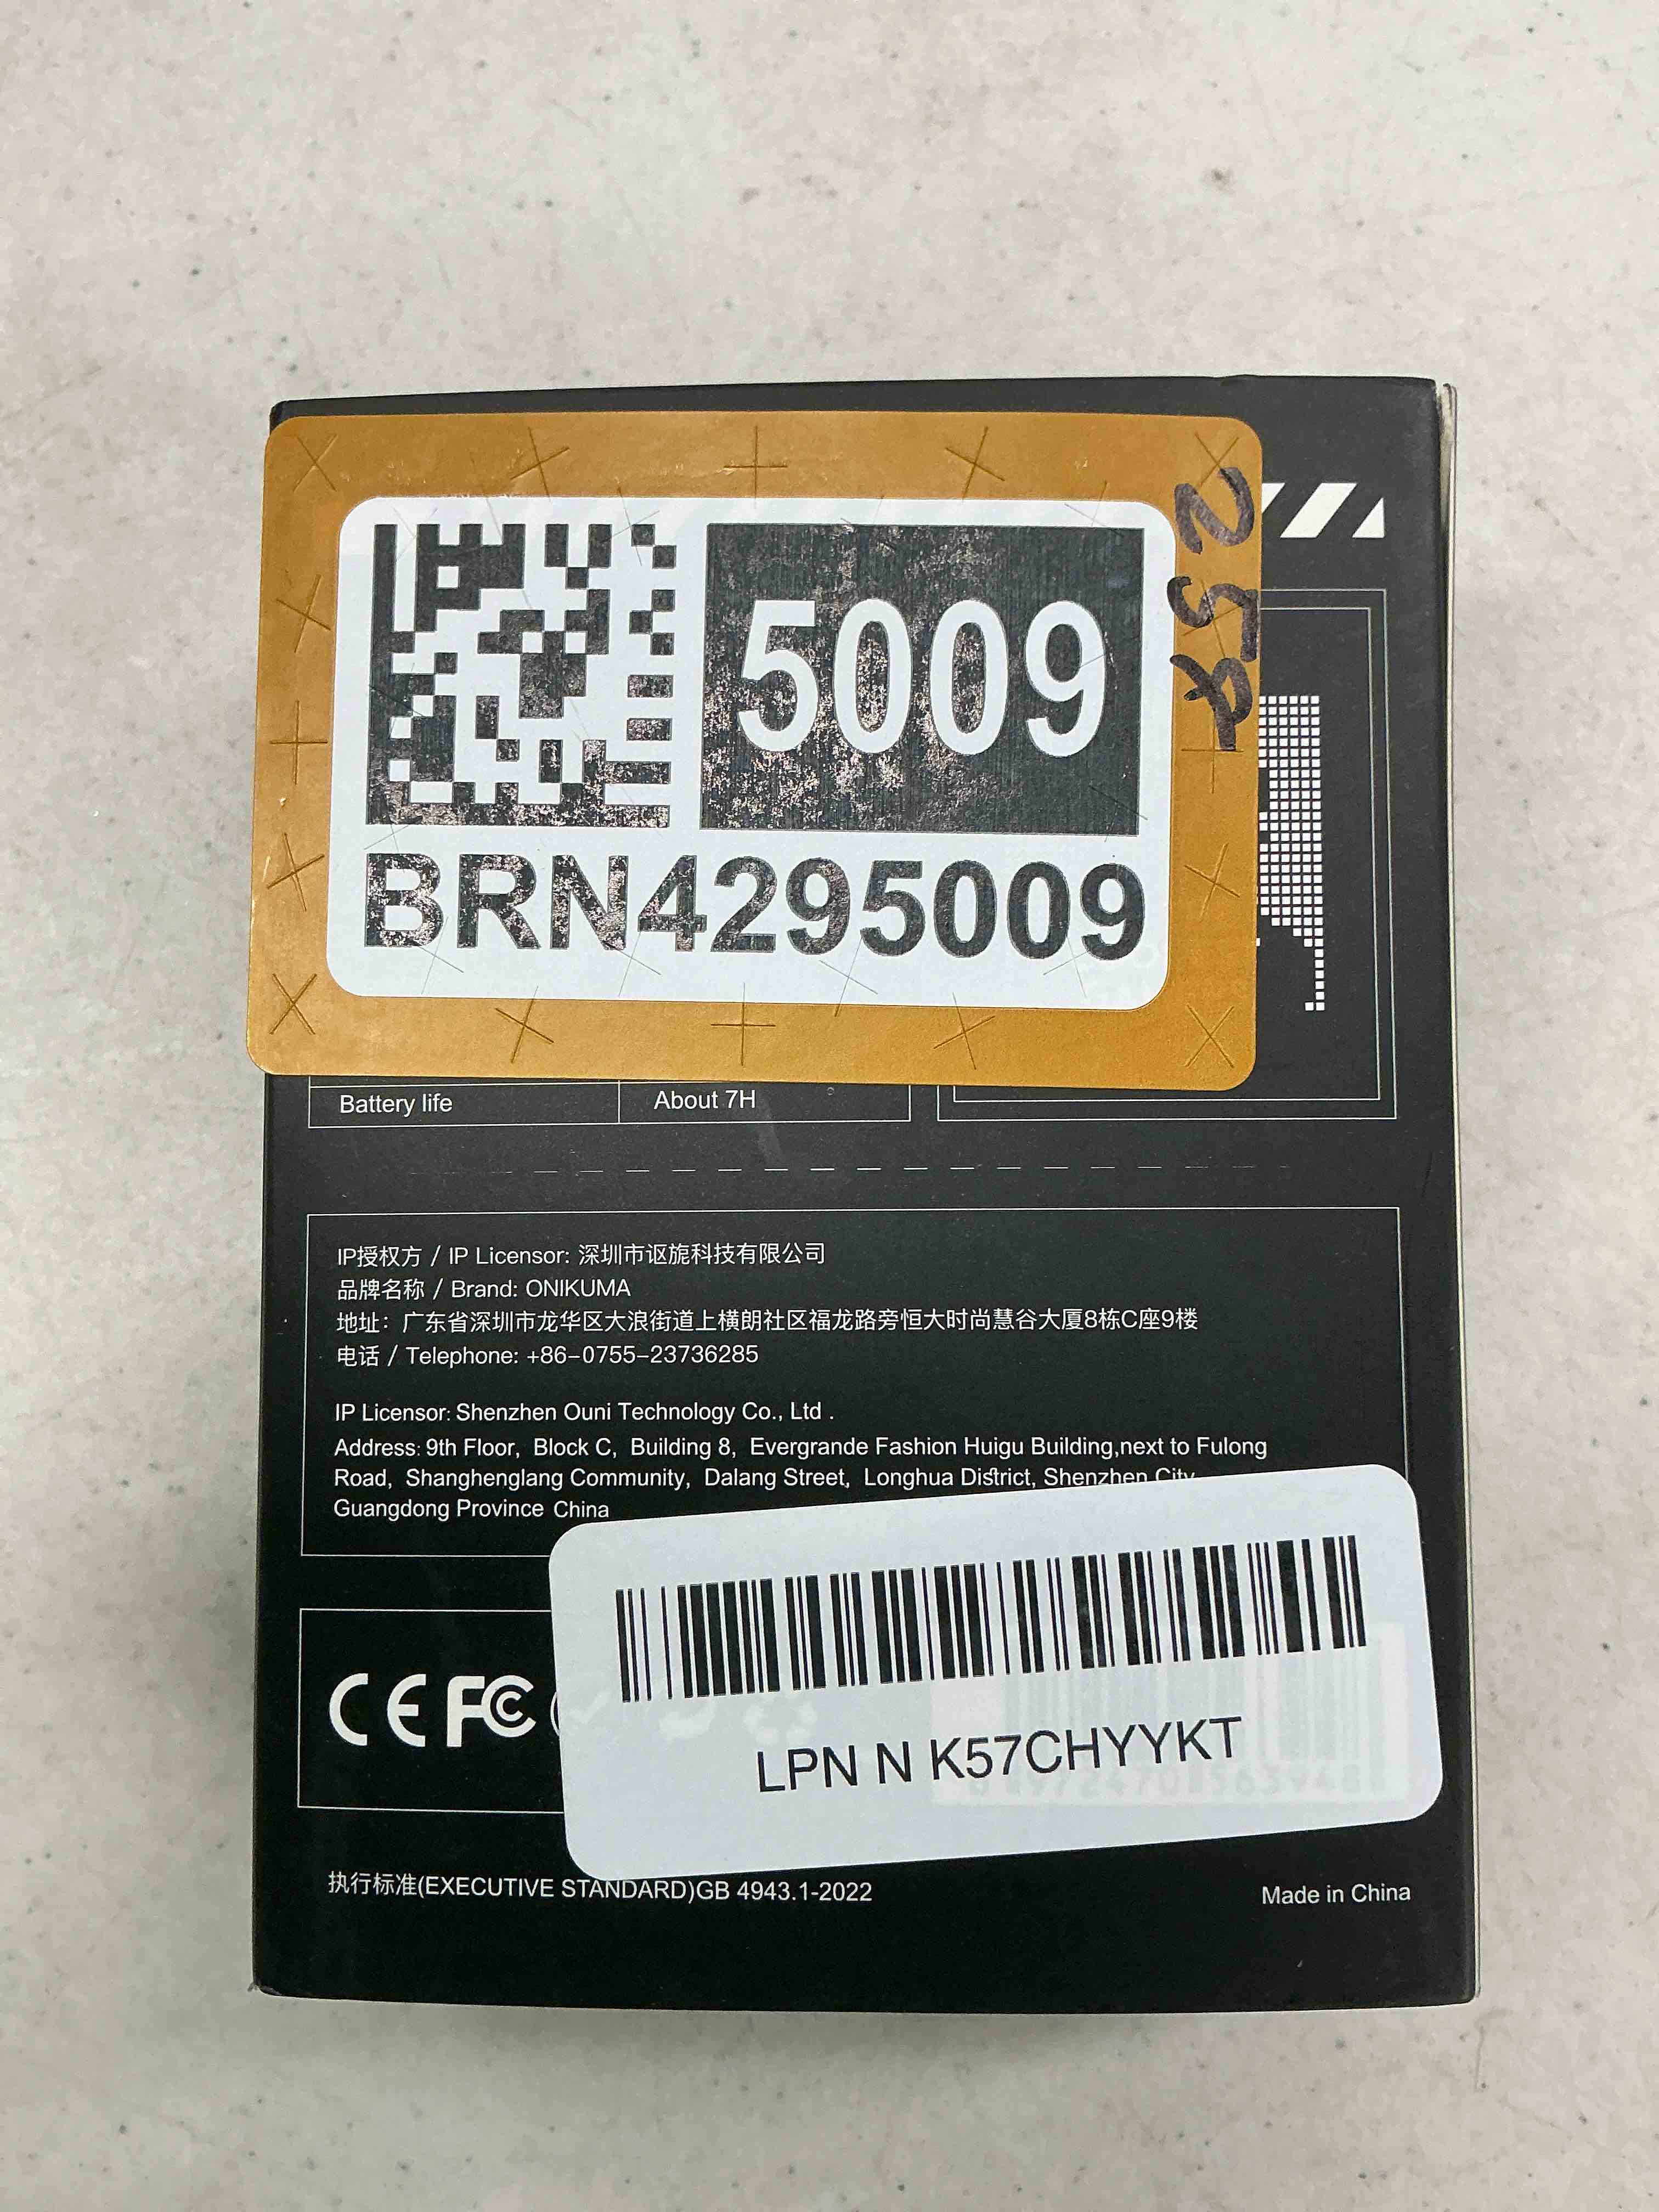 5009
BRN4295009
Battery life About 7H
IP授权方 / IP Licensor: 深圳市讴旎科技有限公司
品牌名称 / Brand: ONIKUMA
地址：广东省深圳市龙华区大浪街道上横朗社区福龙路旁恒大时尚慧谷大厦8栋C座9楼
电话 / Telephone: +86-0755-23736285
IP Licensor: Shenzhen Ouni Technology Co., Ltd .
Address: 9th Floor, Block C, Building 8, Evergrande Fashion Huigu Building,next to Fulong
Road, Shanghenglang Community, Dalang Street, Longhua District, Shenzhen City
Guangdong Province China
CE FC
LPN N K57CHYYKT
执行标准(EXECUTIVE STANDARD)GB 4943.1-2022
Made in China